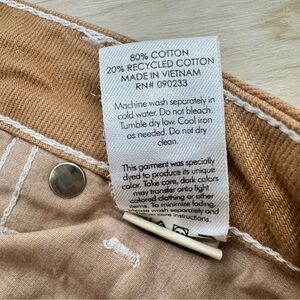 80% COTTON
20% RECYCLED COTTON
MADE IN VIETNAM
RN# 090233
Machine wash separately in
cold water. Do not bleach.
Tumble dry low. Cool iron
as needed. Do not dry
clean.
This garment was specially
dyed to produce its unique
color. Take care, dark colors
may transfer onto light
colored clothing or other
items. To minimize fading,
please wash separately and
more instructions.